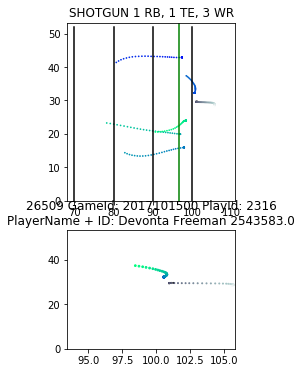 SHOTGUN 1 RB, 1 TE, 3 WR
50
40
30
20
10
0
70 80 90 100 110
26509 GameId: 2017101500 PlayId: 2316
PlayerName + ID: Devonta Freeman 2543583.0
40
20
0
95.0 97.5 100.0 102.5 105.0